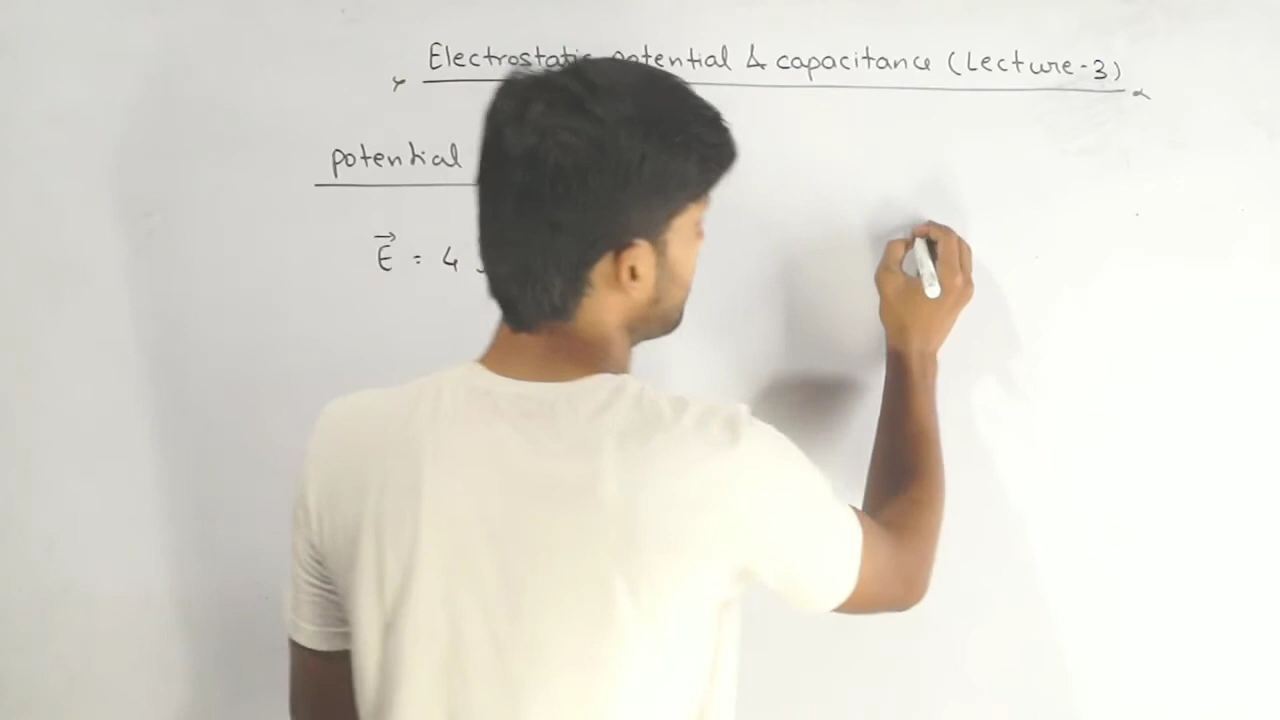 Electrostatic potential & capacitance (Lecture-3)
potential
E⃗ = 4